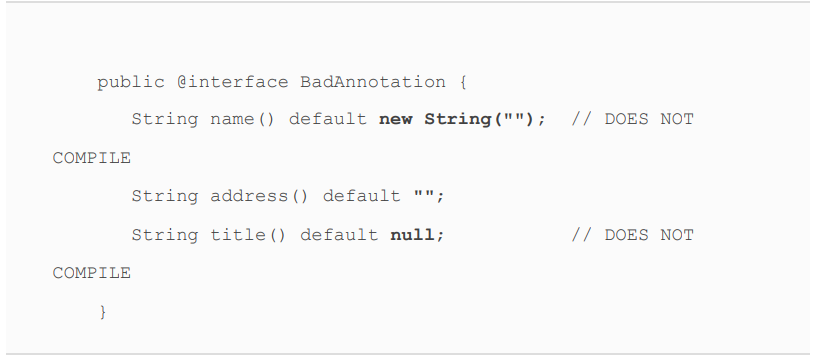 public @interface BadAnnotation {
String name() default new String(""); // DOES NOT
COMPILE
String address() default "";
String title() default null; // DOES NOT
COMPILE
}